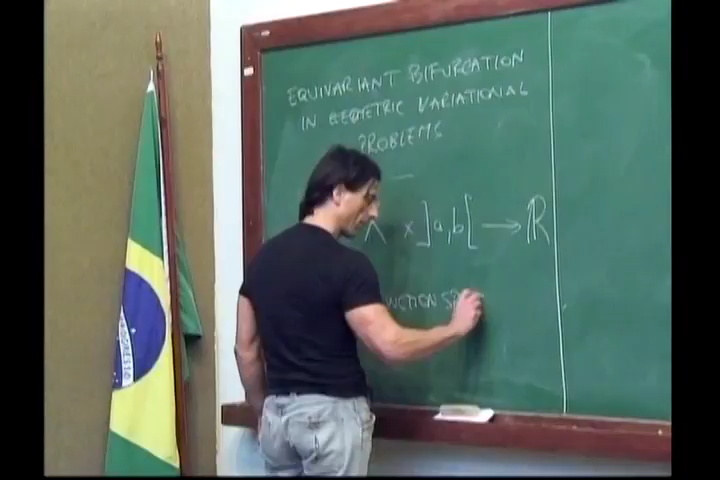 EQUIVARIANT BIFURCATION
IN GEOMETRIC VARIATIONAL
PROBLEMS
x ]a,b[ → ℝ